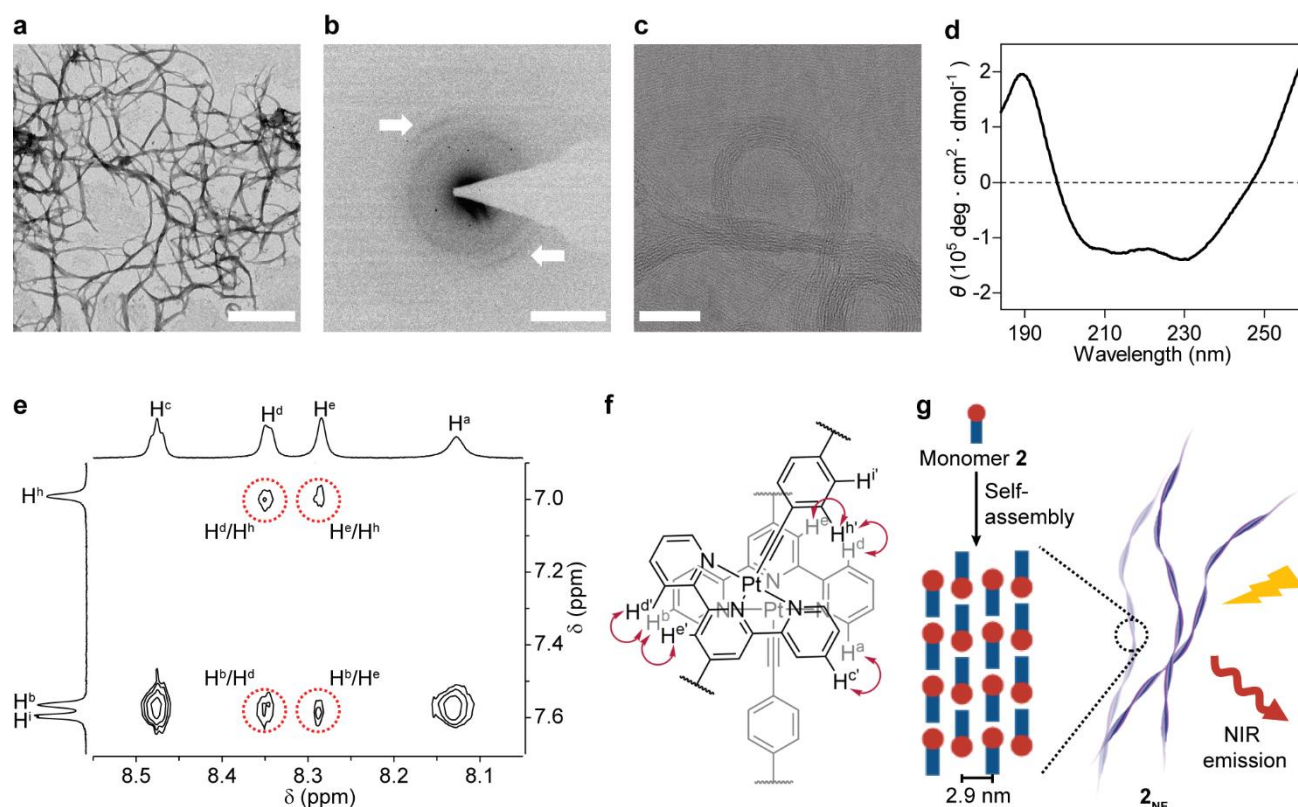 a
b
c
d
2
1
0
-1
-2
θ (10⁵ deg · cm² · dmol⁻¹)
190 210 230 250
Wavelength (nm)
e
Hᶜ Hᵈ Hᵉ Hᵃ
Hʰ
Hᵇ
Hⁱ
Hᵈ/Hʰ Hᵉ/Hʰ
Hᵇ/Hᵈ Hᵇ/Hᵉ
7.0
7.2
7.4
7.6
δ (ppm)
8.5 8.4 8.3 8.2 8.1
δ (ppm)
f
Hⁱ'
Hᵉ
Hʰ'
Hᵈ
N
N
Pt
N
N
Pt
N
Hᵈ'
Hᵇ
Hᵉ'
Hᵃ
Hᶜ'
g
Monomer 2
Self-
assembly
2.9 nm
NIR
emission
2NF